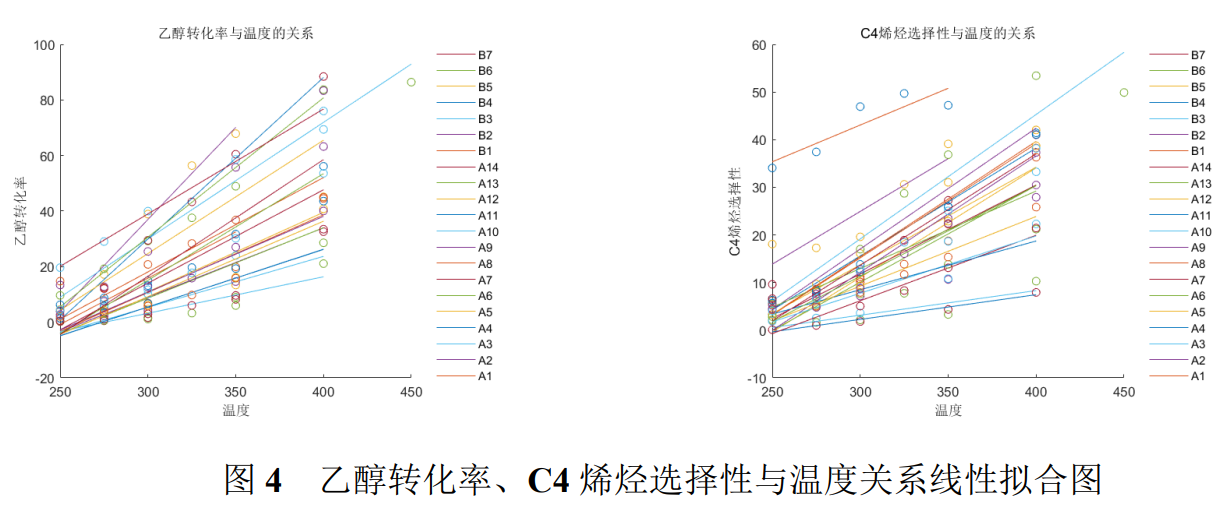 乙醇转化率与温度的关系
100
80
60
40
20
0
-20
乙醇转化率
250
300
350
400
450
温度
B7
B6
B5
B4
B3
B2
B1
A14
A13
A12
A11
A10
A9
A8
A7
A6
A5
A4
A3
A2
A1
C4烯烃选择性与温度的关系
60
50
40
30
20
10
0
-10
C4烯烃选择性
250
300
350
400
450
温度
B7
B6
B5
B4
B3
B2
B1
A14
A13
A12
A11
A10
A9
A8
A7
A6
A5
A4
A3
A2
A1
图 4 乙醇转化率、C4 烯烃选择性与温度关系线性拟合图